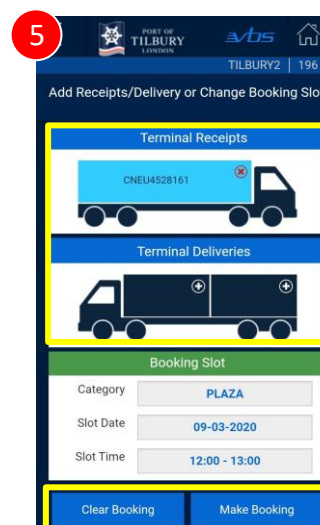 5
PORT OF
TILBURY
LONDON
vbs
TILBURY2 | 196
Add Receipts/Delivery or Change Booking Slo
Terminal Receipts
CNEU4528161
Terminal Deliveries
Booking Slot
Category PLAZA
Slot Date 09-03-2020
Slot Time 12:00 - 13:00
Clear Booking Make Booking